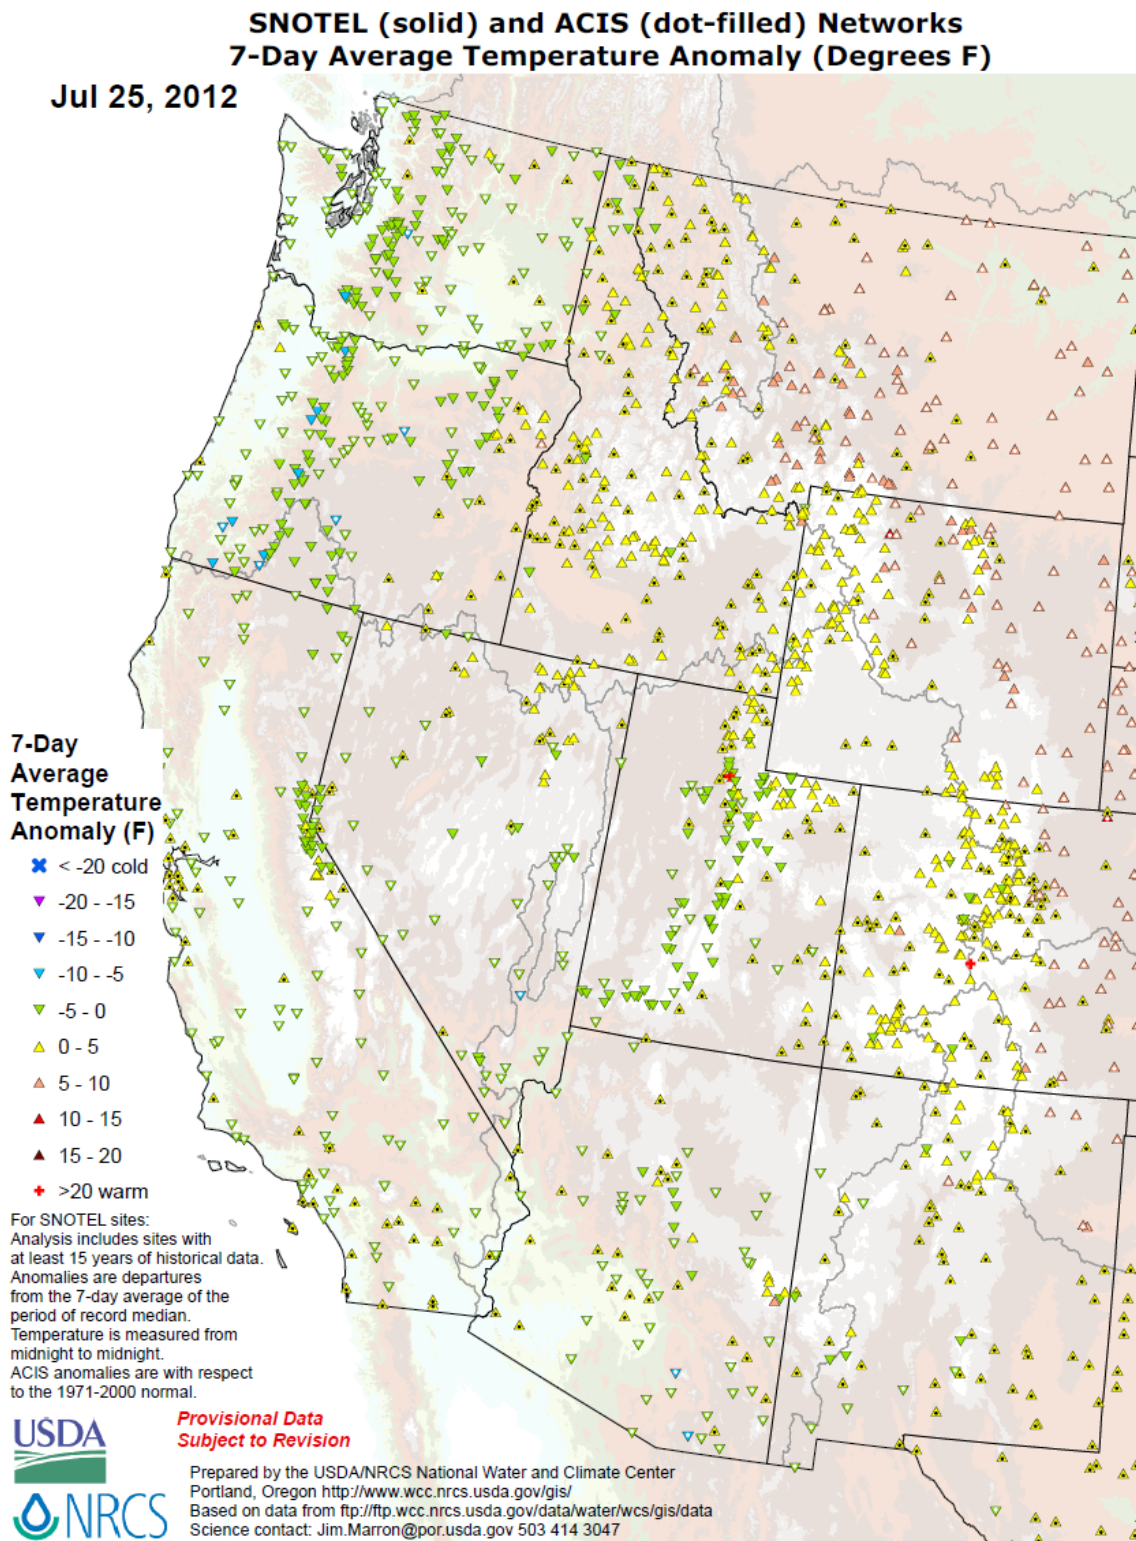 SNOTEL (solid) and ACIS (dot-filled) Networks
7-Day Average Temperature Anomaly (Degrees F)
Jul 25, 2012
7-Day
Average
Temperature
Anomaly (F)
< -20 cold
-20 - -15
-15 - -10
-10 - -5
-5 - 0
0 - 5
5 - 10
10 - 15
15 - 20
>20 warm
For SNOTEL sites:
Analysis includes sites with
at least 15 years of historical data.
Anomalies are departures
from the 7-day average of the
period of record median.
Temperature is measured from
midnight to midnight.
ACIS anomalies are with respect
to the 1971-2000 normal.
USDA
NRCS
Provisional Data
Subject to Revision
Prepared by the USDA/NRCS National Water and Climate Center
Portland, Oregon http://www.wcc.nrcs.usda.gov/gis/
Based on data from ftp://ftp.wcc.nrcs.usda.gov/data/water/wcs/gis/data
Science contact: Jim.Marron@por.usda.gov 503 414 3047